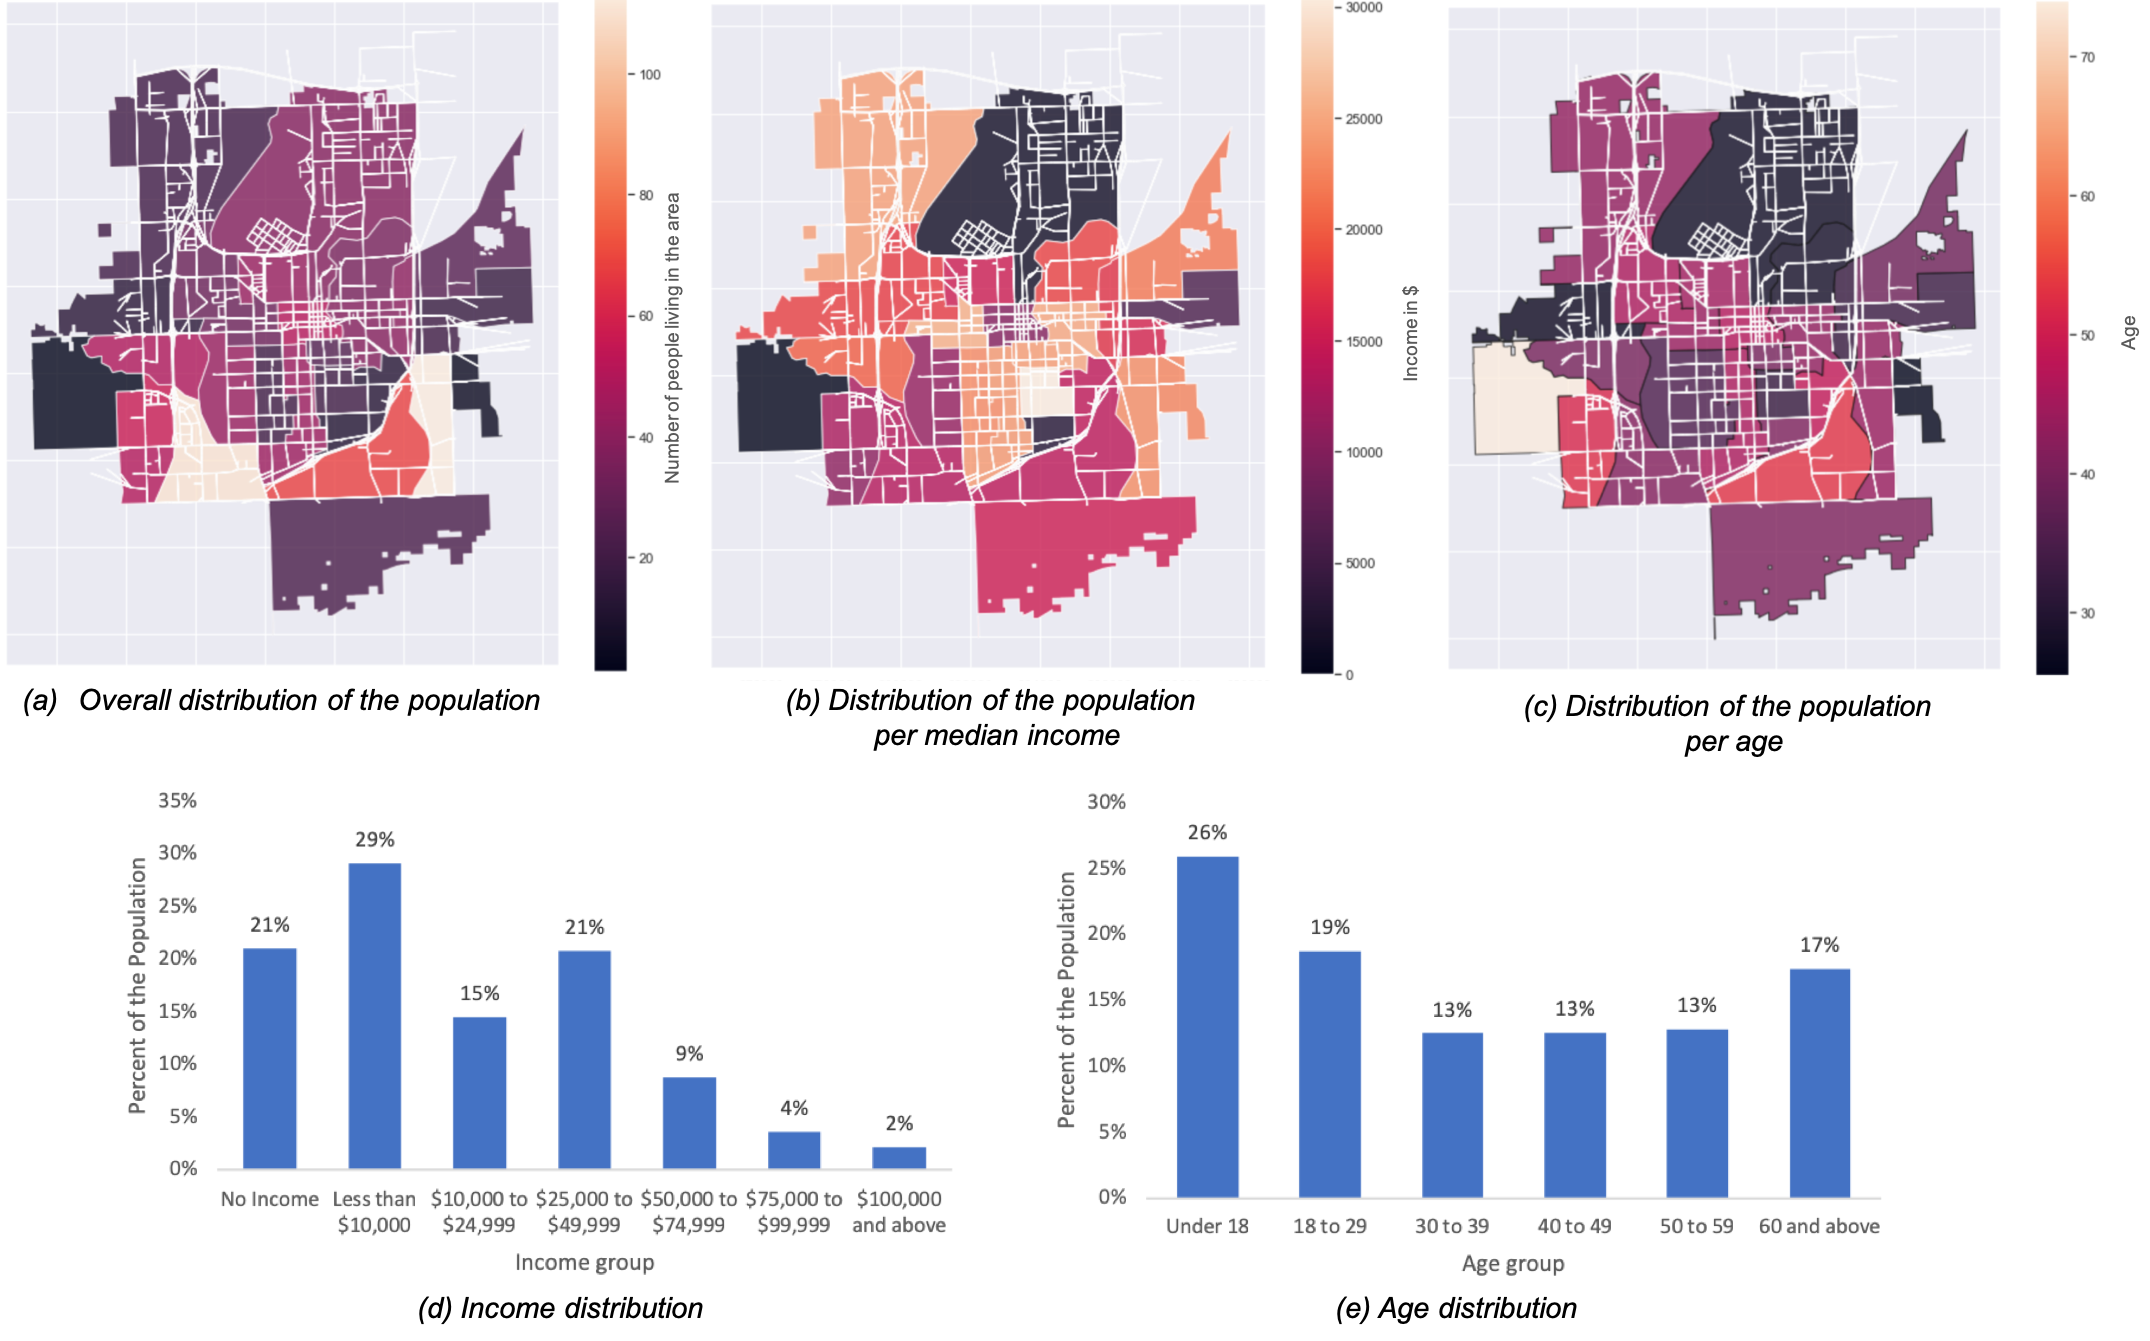 100
80
60
40
20
Number of people living in the area
30000
25000
20000
15000
10000
5000
0
Income in $
70
60
50
40
30
Age
(a) Overall distribution of the population
(b) Distribution of the population
per median income
(c) Distribution of the population
per age
35%
30%
25%
20%
15%
10%
5%
0%
Percent of the Population
21%
29%
15%
21%
9%
4%
2%
No Income
Less than
$10,000
$10,000 to
$24,999
$25,000 to
$49,999
$50,000 to
$74,999
$75,000 to
$99,999
$100,000
and above
Income group
(d) Income distribution
30%
25%
20%
15%
10%
5%
0%
Percent of the Population
26%
19%
13%
13%
13%
17%
Under 18
18 to 29
30 to 39
40 to 49
50 to 59
60 and above
Age group
(e) Age distribution